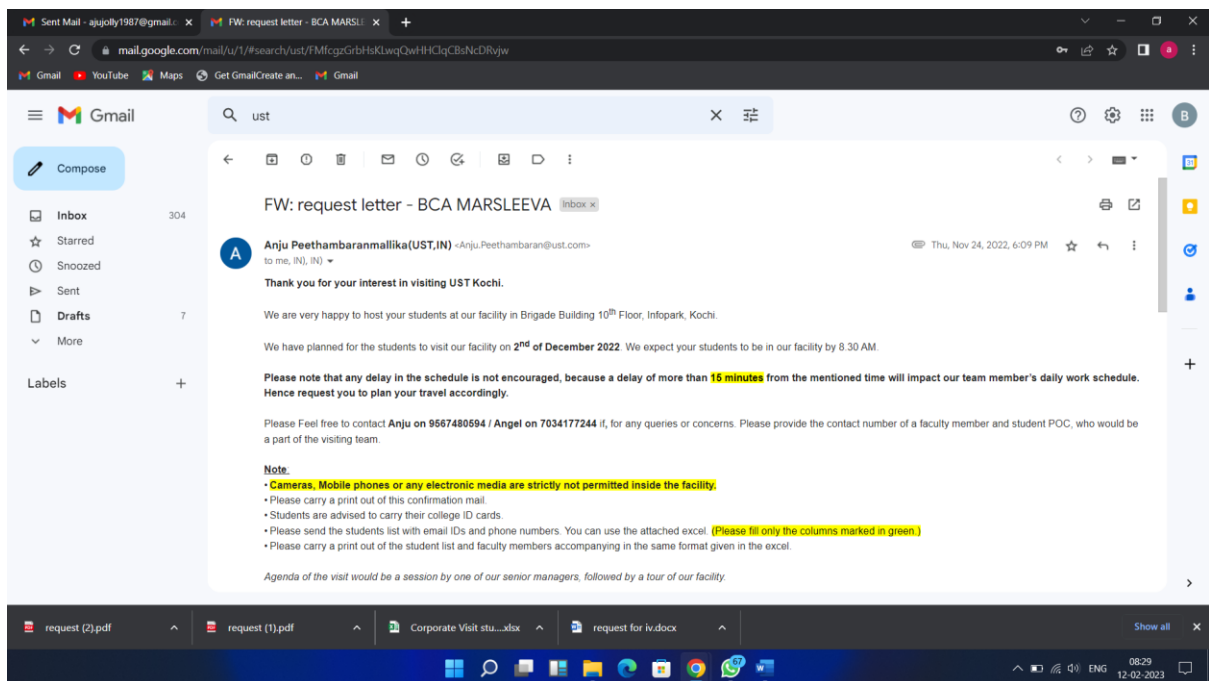 Sent Mail - ajujolly1987@gmail.c
FW: request letter - BCA MARSLE
mail.google.com/mail/u/1/#search/ust/FMfcgzGrbHsKLwqQwHHClqCBsNcDRvjw
Gmail YouTube Maps Get GmailCreate an... Gmail
Gmail
ust
B
Compose
31
FW: request letter - BCA MARSLEEVA Inbox x
Inbox 304
Starred
Snoozed
Sent
Drafts 7
More
Labels
A
Anju Peethambaranmallika(UST,IN) <Anju.Peethambaran@ust.com>
Thu, Nov 24, 2022, 6:09 PM
to me, IN), IN)
Thank you for your interest in visiting UST Kochi.
We are very happy to host your students at our facility in Brigade Building 10th Floor, Infopark, Kochi.
We have planned for the students to visit our facility on 2nd of December 2022. We expect your students to be in our facility by 8.30 AM.
Please note that any delay in the schedule is not encouraged, because a delay of more than 15 minutes from the mentioned time will impact our team member's daily work schedule.
Hence request you to plan your travel accordingly.
Please Feel free to contact Anju on 9567480594 / Angel on 7034177244 if, for any queries or concerns. Please provide the contact number of a faculty member and student POC, who would be
a part of the visiting team.
Note:
• Cameras, Mobile phones or any electronic media are strictly not permitted inside the facility.
• Please carry a print out of this confirmation mail.
• Students are advised to carry their college ID cards.
• Please send the students list with email IDs and phone numbers. You can use the attached excel. (Please fill only the columns marked in green.)
• Please carry a print out of the student list and faculty members accompanying in the same format given in the excel.
Agenda of the visit would be a session by one of our senior managers, followed by a tour of our facility.
request (2).pdf request (1).pdf Corporate Visit stu....xlsx request for iv.docx Show all
67
ENG
08:29
12-02-2023